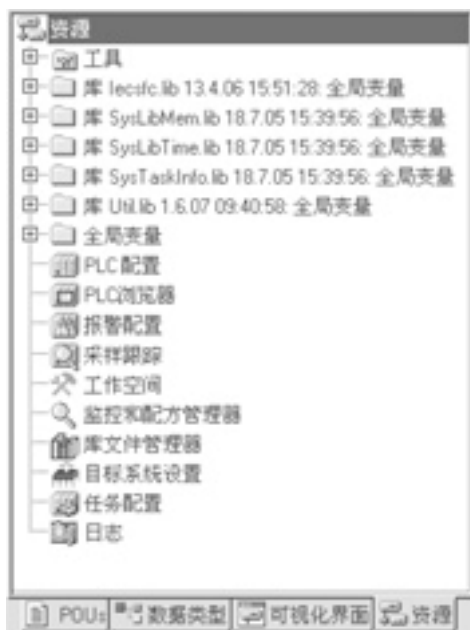 资源
工具
库 Iecsfc.lib 13.4.06 15:51:28: 全局变量
库 SysLibMem.lib 18.7.05 15:39:56: 全局变量
库 SysLibTime.lib 18.7.05 15:39:56: 全局变量
库 SysTaskInfo.lib 18.7.05 15:39:56: 全局变量
库 Util.lib 1.6.07 09:40:58: 全局变量
全局变量
PLC 配置
PLC浏览器
报警配置
采样跟踪
工作空间
监控和配方管理器
库文件管理器
目标系统设置
任务配置
日志
POUs 数据类型 可视化界面 资源